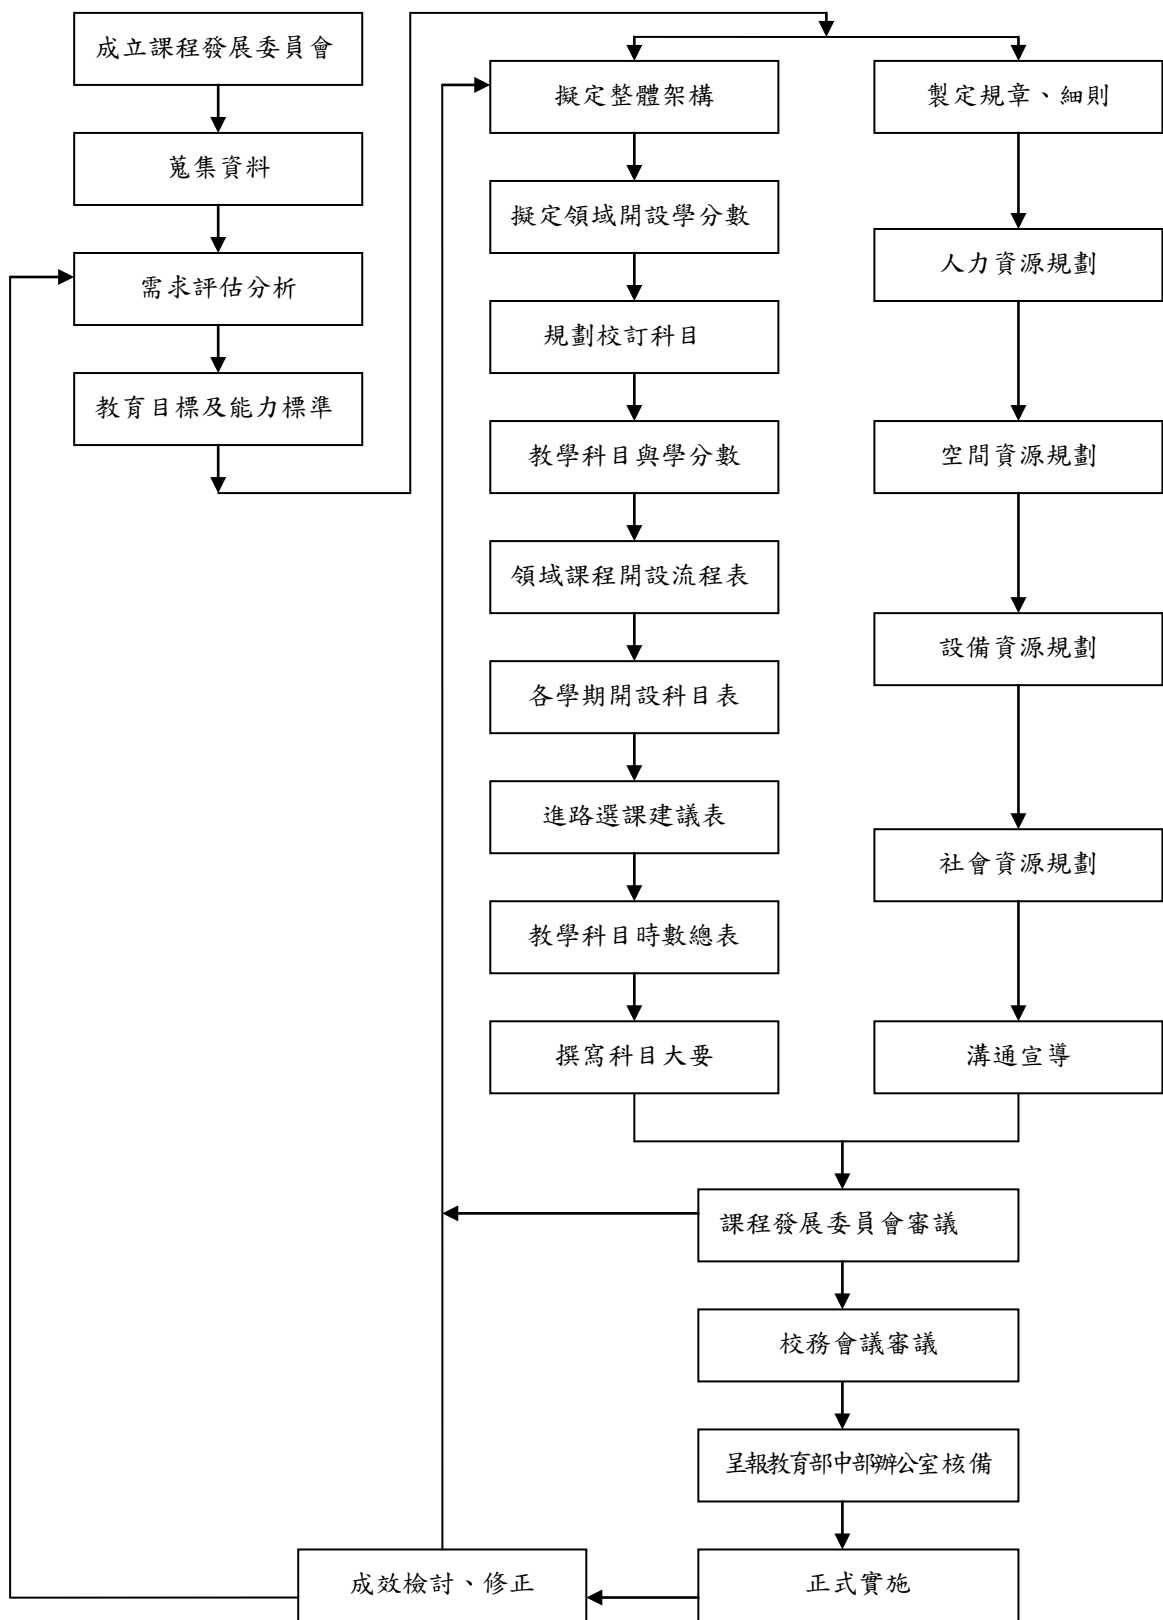 成立課程發展委員會
蒐集資料
需求評估分析
教育目標及能力標準
擬定整體架構
擬定領域開設學分數
規劃校訂科目
教學科目與學分數
領域課程開設流程表
各學期開設科目表
進路選課建議表
教學科目時數總表
撰寫科目大要
製定規章、細則
人力資源規劃
空間資源規劃
設備資源規劃
社會資源規劃
溝通宣導
課程發展委員會審議
校務會議審議
呈報教育部中部辦公室核備
正式實施
成效檢討、修正